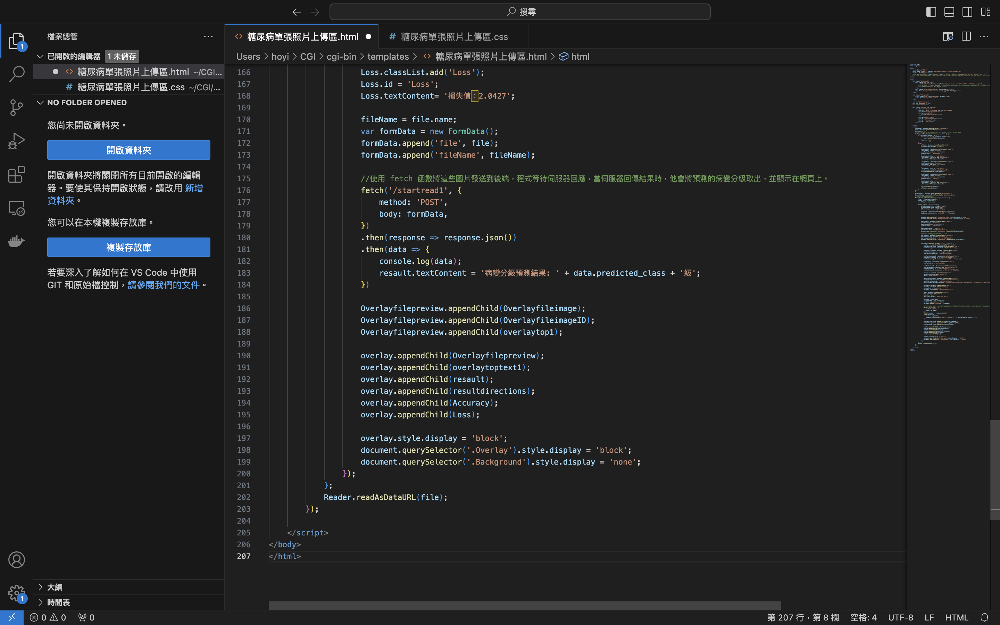 搜尋
檔案總管
已開啟的編輯器 1 未儲存
糖尿病單張照片上傳區.html ~/CGI...
糖尿病單張照片上傳區.css ~/CGI/...
NO FOLDER OPENED
您尚未開啟資料夾。
開啟資料夾
開啟資料夾將關閉所有目前開啟的編輯
器。要使其保持開啟狀態，請改用 新增
資料夾。
您可以在本機複製存放庫。
複製存放庫
若要深入了解如何在 VS Code 中使用
GIT 和原始檔控制，請參閱我們的文件。
大綱
時間表
糖尿病單張照片上傳區.html
糖尿病單張照片上傳區.css
Users > hoyi > CGI > cgi-bin > templates > 糖尿病單張照片上傳區.html > html
166 Loss.classList.add('Loss');
167 Loss.id = 'Loss';
168 Loss.textContent= '損失值：2.0427';
169
170 fileName = file.name;
171 var formData = new FormData();
172 formData.append('file', file);
173 formData.append('fileName', fileName);
174
175 //使用 fetch 函數將這些圖片發送到後端，程式等待伺服器回應，當伺服器回傳結果時，他會將預測的病變分級取出，並顯示在網頁上。
176 fetch('/startread1', {
177 method: 'POST',
178 body: formData,
179 })
180 .then(response => response.json())
181 .then(data => {
182 console.log(data);
183 resault.textContent = '病變分級預測結果: ' + data.predicted_class + '級';
184 })
185
186 Overlayfilepreview.appendChild(Overlayfileimage);
187 Overlayfilepreview.appendChild(OverlayfileimageID);
188 Overlayfilepreview.appendChild(overlaytop1);
189
190 overlay.appendChild(Overlayfilepreview);
191 overlay.appendChild(overlaytoptext1);
192 overlay.appendChild(resault);
193 overlay.appendChild(resultdirections);
194 overlay.appendChild(Accuracy);
195 overlay.appendChild(Loss);
196
197 overlay.style.display = 'block';
198 document.querySelector('.Overlay').style.display = 'block';
199 document.querySelector('.Background').style.display = 'none';
200 });
201 };
202 Reader.readAsDataURL(file);
203 });
204
205 </script>
206 </body>
207 </html>
1
1
0 0 0
第 207 行，第 8 欄 空格: 4 UTF-8 LF HTML